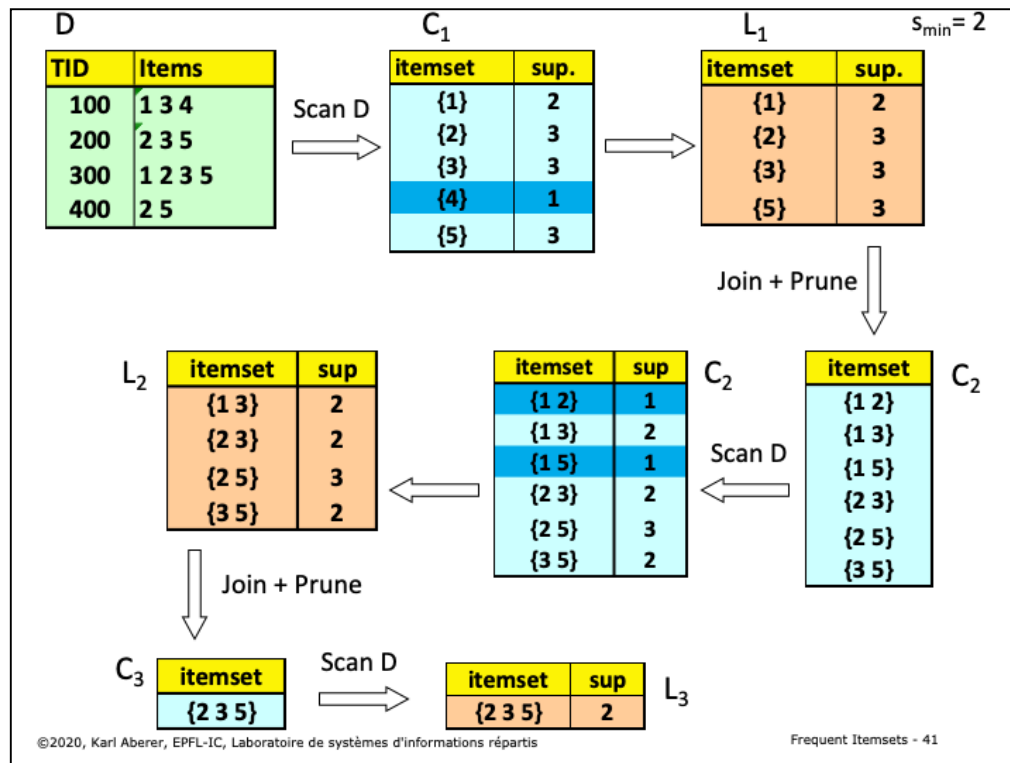 D
C1
L1
smin= 2
TID Items
100 1 3 4
200 2 3 5
300 1 2 3 5
400 2 5
Scan D
itemset sup.
{1} 2
{2} 3
{3} 3
{4} 1
{5} 3
itemset sup.
{1} 2
{2} 3
{3} 3
{5} 3
Join + Prune
L2
itemset sup
{1 3} 2
{2 3} 2
{2 5} 3
{3 5} 2
itemset sup
{1 2} 1
{1 3} 2
{1 5} 1
{2 3} 2
{2 5} 3
{3 5} 2
C2
Scan D
itemset
{1 2}
{1 3}
{1 5}
{2 3}
{2 5}
{3 5}
C2
Join + Prune
C3
itemset
{2 3 5}
Scan D
itemset sup
{2 3 5} 2
L3
©2020, Karl Aberer, EPFL-IC, Laboratoire de systèmes d'informations répartis
Frequent Itemsets - 41